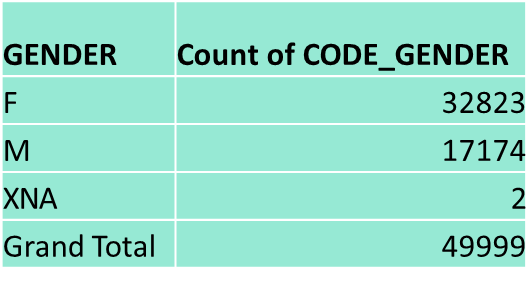 GENDER Count of CODE_GENDER
F 32823
M 17174
XNA 2
Grand Total 49999